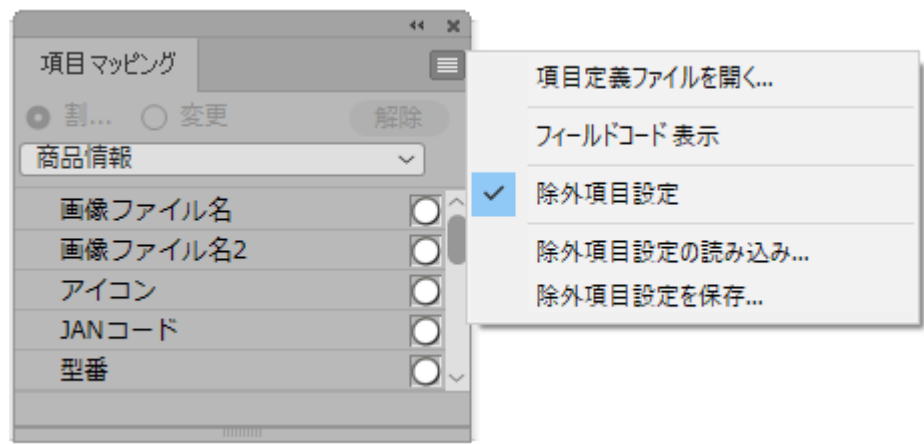 項目マッピング
割... 変更 解除
商品情報
画像ファイル名
画像ファイル名2
アイコン
JANコード
型番
項目定義ファイルを開く...
フィールドコード表示
除外項目設定
除外項目設定の読み込み...
除外項目設定を保存...